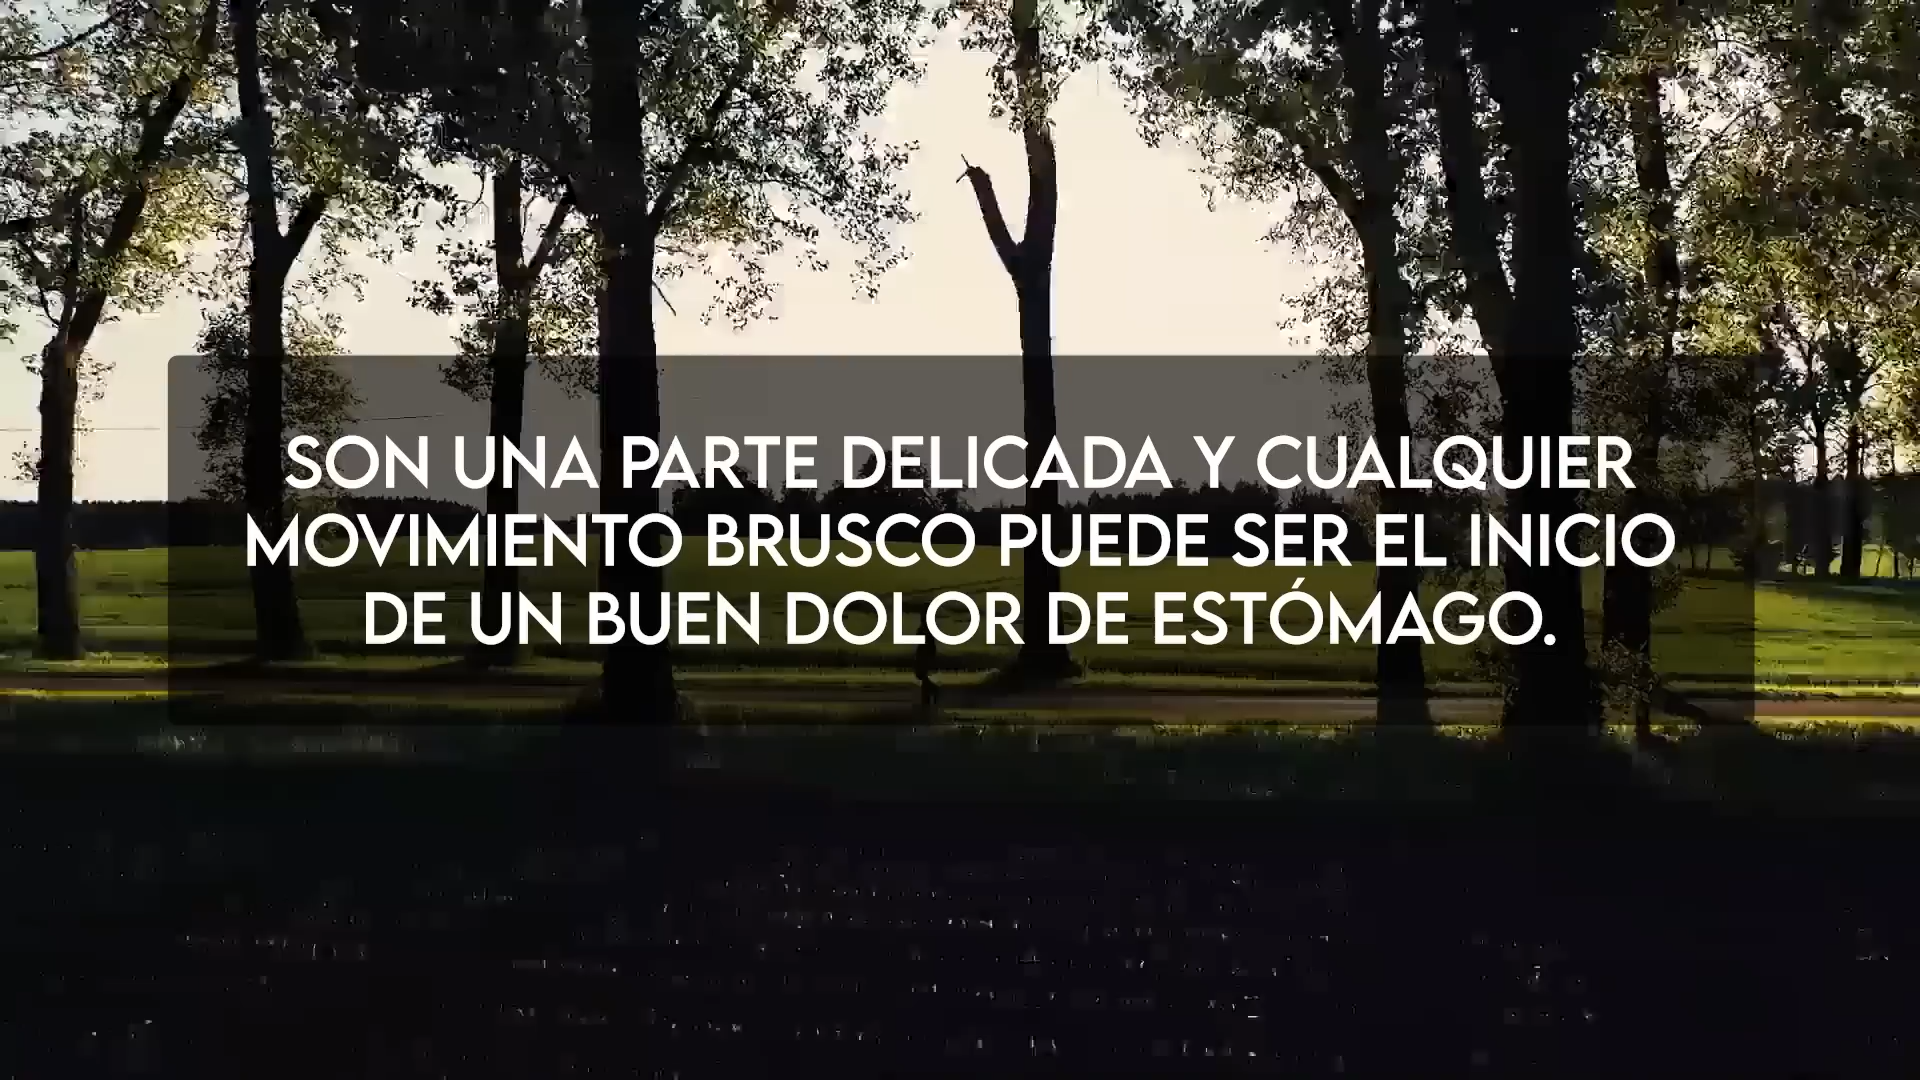 SON UNA PARTE DELICADA Y CUALQUIER
MOVIMIENTO BRUSCO PUEDE SER EL INICIO
DE UN BUEN DOLOR DE ESTÓMAGO.